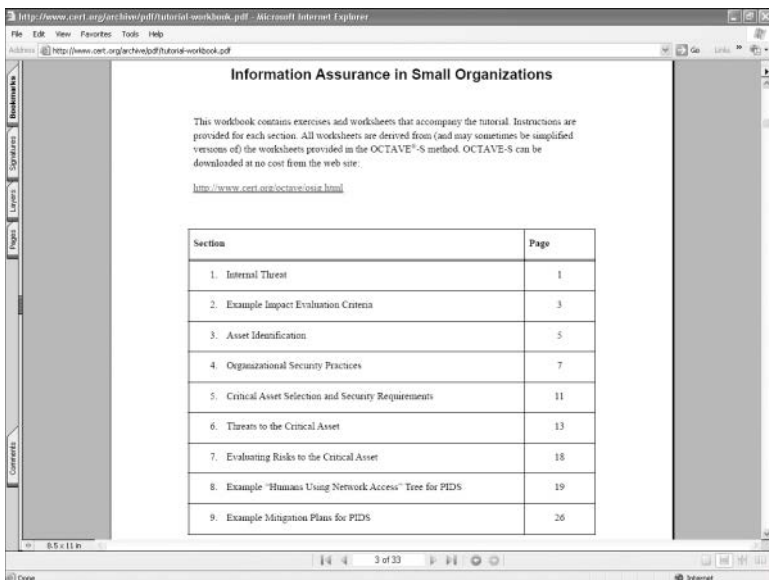 http://www.cert.org/archive/pdf/tutorial-workbook.pdf - Microsoft Internet Explorer
File Edit View Favorites Tools Help
Address http://www.cert.org/archive/pdf/tutorial-workbook.pdf Go Links »
Bookmarks
Signatures
Layers
Pages
Comments
Information Assurance in Small Organizations
This workbook contains exercises and worksheets that accompany the tutorial. Instructions are
provided for each section. All worksheets are derived from (and may sometimes be simplified
versions of) the worksheets provided in the OCTAVE®-S method. OCTAVE-S can be
downloaded at no cost from the web site:
http://www.cert.org/octave/osig.html
Section Page
1. Internal Threat 1
2. Example Impact Evaluation Criteria 3
3. Asset Identification 5
4. Organizational Security Practices 7
5. Critical Asset Selection and Security Requirements 11
6. Threats to the Critical Asset 13
7. Evaluating Risks to the Critical Asset 18
8. Example "Humans Using Network Access" Tree for PIDS 19
9. Example Mitigation Plans for PIDS 26
8.5 x 11 in
3 of 33
Done Internet